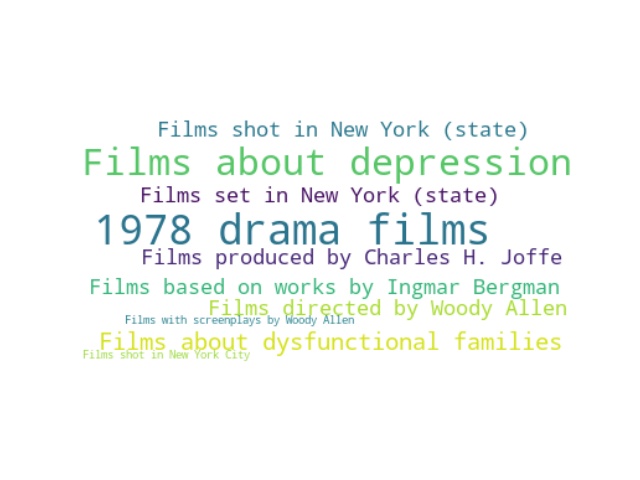 Films shot in New York (state)
Films about depression
Films set in New York (state)
1978 drama films
Films produced by Charles H. Joffe
Films based on works by Ingmar Bergman
Films directed by Woody Allen
Films with screenplays by Woody Allen
Films about dysfunctional families
Films shot in New York City